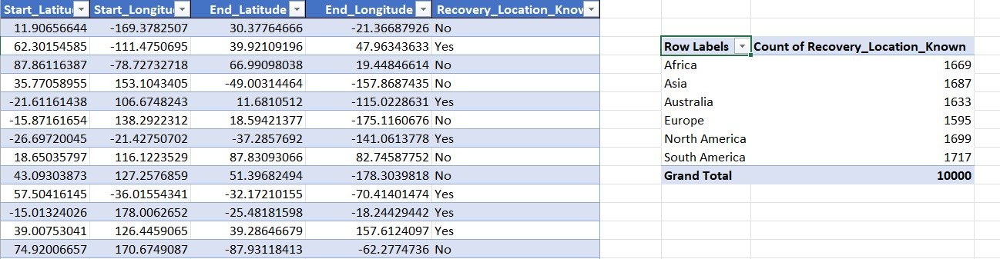 Start_Latitu Start_Longitu End_Latitude End_Longitude Recovery_Location_Know
11.90656644 -169.3782507 30.37764666 -21.36687926 No
62.30154585 -111.4750695 39.92109196 47.96343633 Yes Row Labels Count of Recovery_Location_Known
87.86116387 -78.72732718 66.99098038 19.44846614 No Africa 1669
35.77058955 153.1043405 -49.00314464 -157.8687435 No Asia 1687
-21.61161438 106.6748243 11.6810512 -115.0228631 Yes Australia 1633
-15.87161654 138.2922312 18.59421377 -175.1160676 No Europe 1595
-26.69720045 -21.42750702 -37.2857692 -141.0613778 Yes North America 1699
18.65035797 116.1223529 87.83093066 82.74587752 No South America 1717
43.09303873 127.2576859 51.39682494 -178.3039818 No Grand Total 10000
57.50416145 -36.01554341 -32.17210155 -70.41401474 Yes
-15.01324026 178.0062652 -25.48181598 -18.24429442 Yes
39.00753041 126.4459065 39.28646679 157.6124097 Yes
74.92006657 170.6749087 -87.93118413 -62.2774736 No